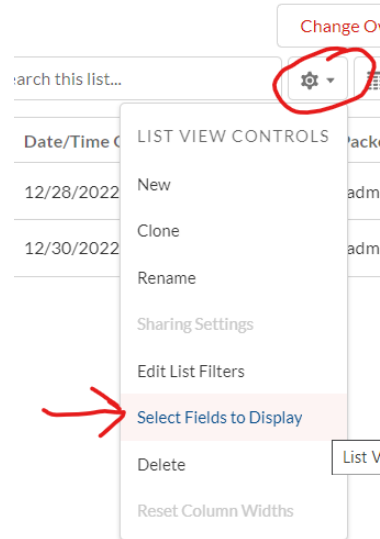 Change Ov
earch this list...
Date/Time
LIST VIEW CONTROLS
Packe
12/28/2022
New
adm
Clone
12/30/2022
adm
Rename
Sharing Settings
Edit List Filters
Select Fields to Display
List V
Delete
Reset Column Widths